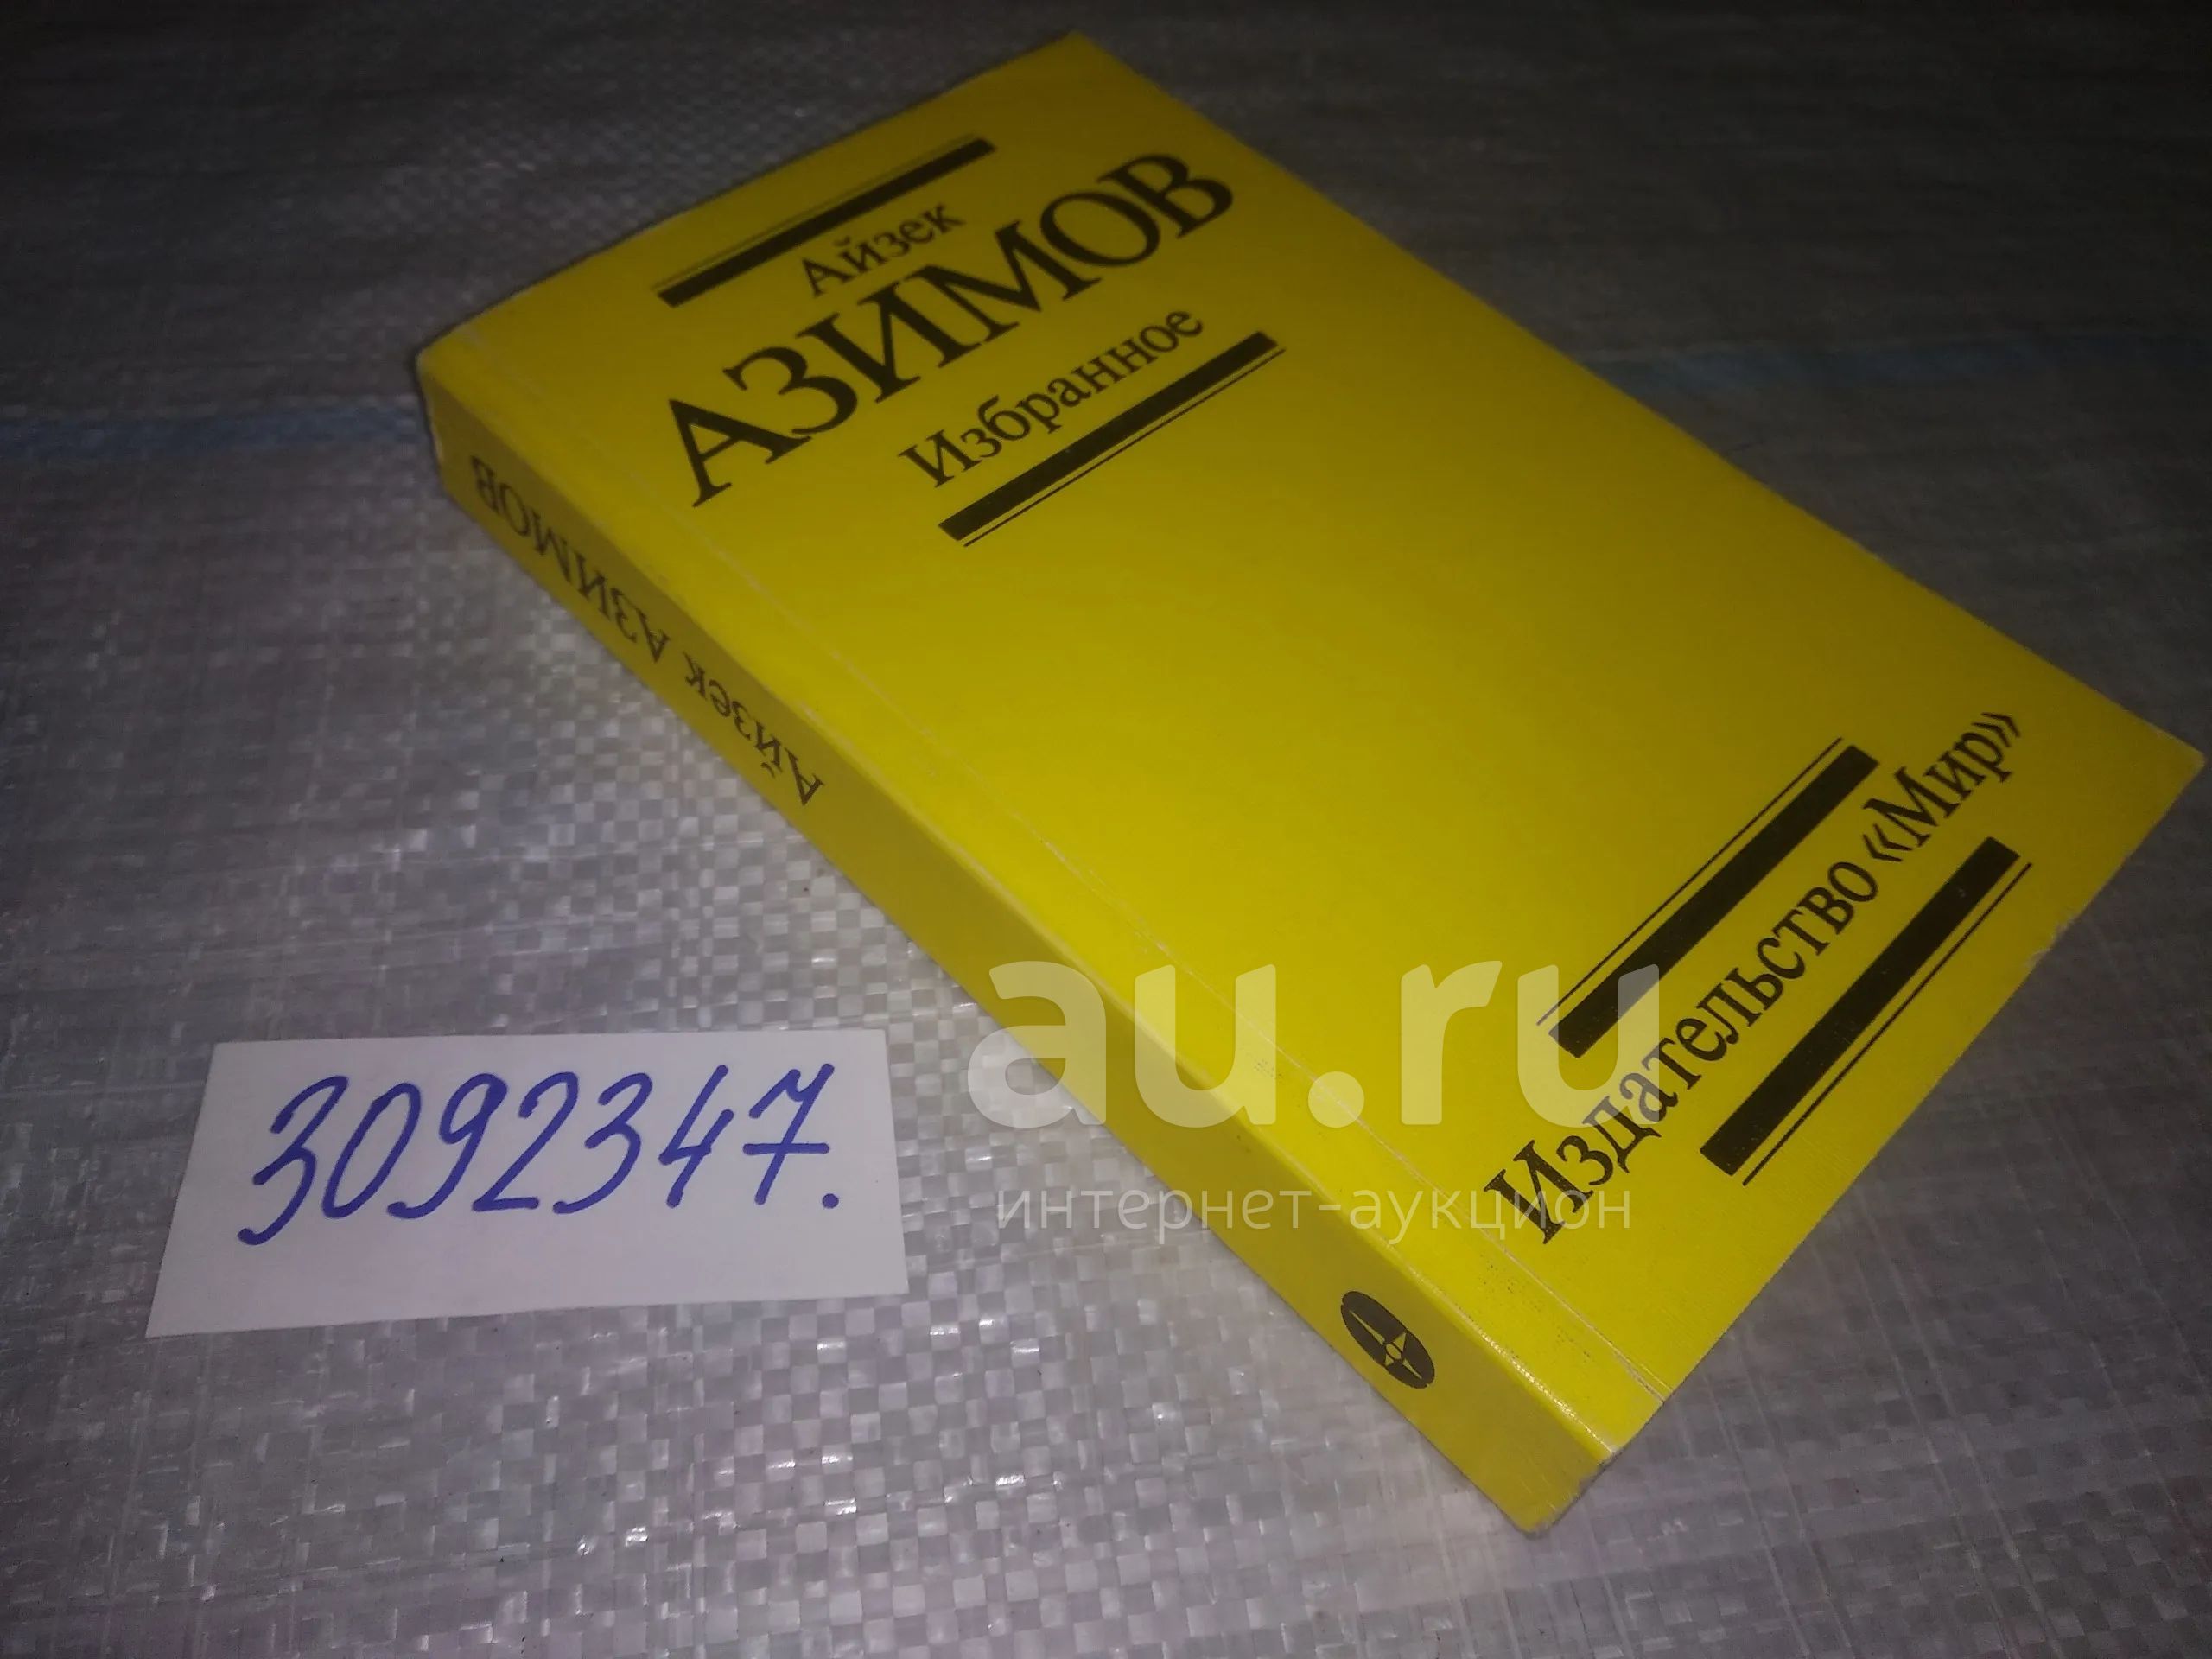 Айзек
АЗИМОВ
Избранное
Айзек АЗИМОВ
Издательство «Мир»
3092347.
au.ru
интернет-аукцион